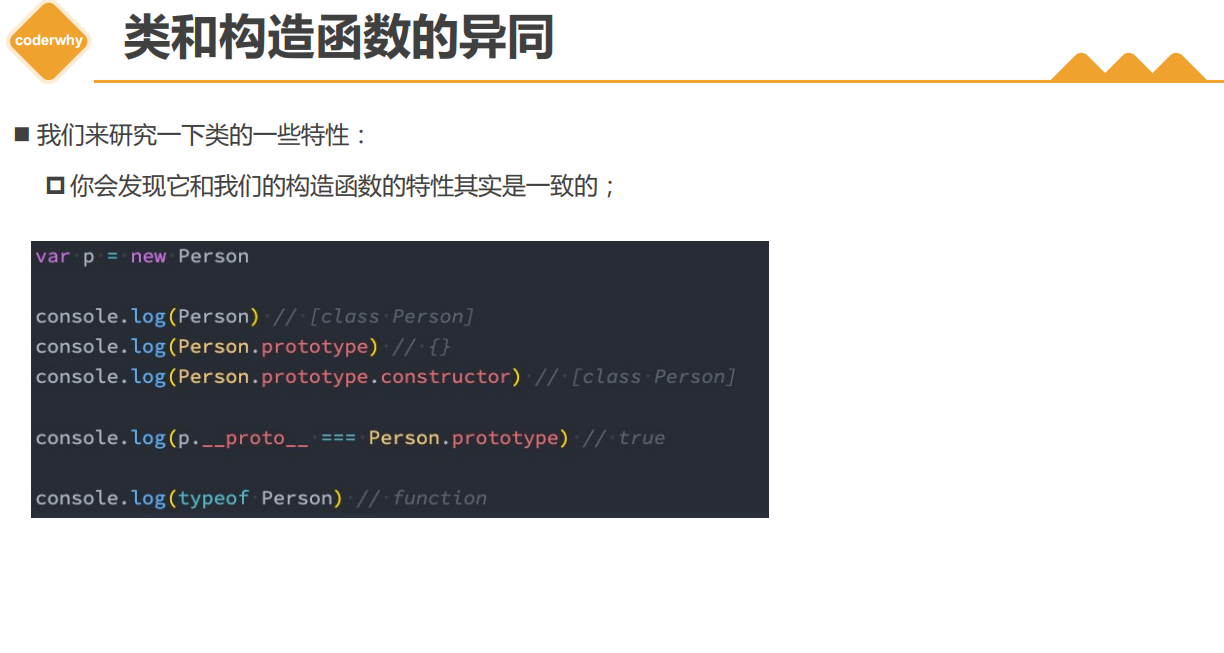 coderwhy
类和构造函数的异同
我们来研究一下类的一些特性：
你会发现它和我们的构造函数的特性其实是一致的；
var p = new Person
console.log(Person) // [class Person]
console.log(Person.prototype) // {}
console.log(Person.prototype.constructor) // [class Person]
console.log(p.__proto__ === Person.prototype) // true
console.log(typeof Person) // function